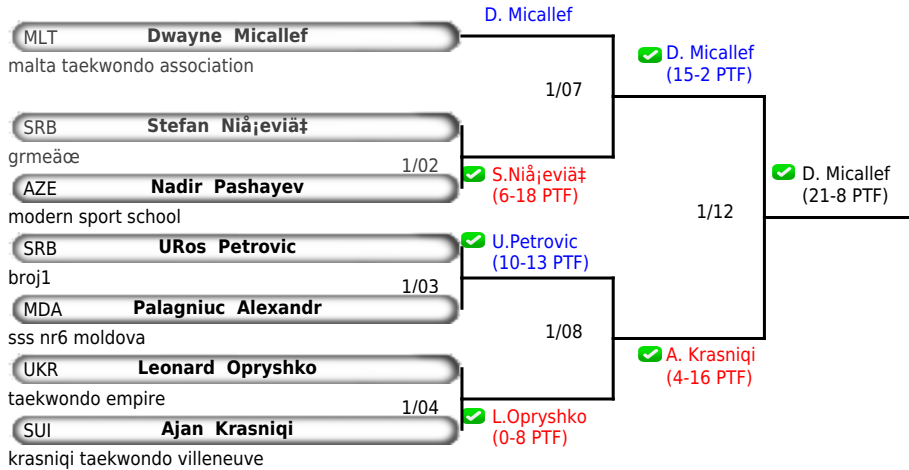 D. Micallef
MLT Dwayne Micallef
malta taekwondo association
D. Micallef
(15-2 PTF)
1/07
SRB Stefan Niå¡eviä‡
grmeäœ
1/02
AZE Nadir Pashayev
modern sport school
S.Niå¡eviä‡
(6-18 PTF)
D. Micallef
(21-8 PTF)
1/12
SRB URos Petrovic
broj1
U.Petrovic
(10-13 PTF)
1/03
MDA Palagniuc Alexandr
sss nr6 moldova
1/08
UKR Leonard Opryshko
taekwondo empire
A. Krasniqi
(4-16 PTF)
1/04
SUI Ajan Krasniqi
krasniqi taekwondo villeneuve
L.Opryshko
(0-8 PTF)